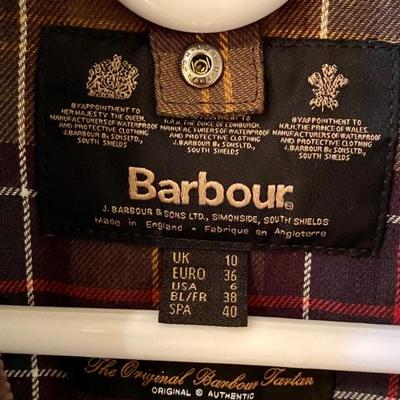 BY APPOINTMENT TO
HER MAJESTY THE QUEEN,
MANUFACTURERS OF WATERPROOF
AND PROTECTIVE CLOTHING
J. BARBOUR & SONS LTD.,
SOUTH SHIELDS
H.R.H. THE DUKE OF EDINBURGH
MANUFACTURERS OF WATERPROOF
AND PROTECTIVE CLOTHING
J. BARBOUR & SONS LTD.,
SOUTH SHIELDS
BY APPOINTMENT TO
H.R.H. THE PRINCE OF WALES,
MANUFACTURERS OF WATERPROOF
AND PROTECTIVE CLOTHING
J. BARBOUR & SONS LTD.,
SOUTH SHIELDS
Barbour®
J. BARBOUR & SONS LTD., SIMONSIDE, SOUTH SHIELDS
Made in England • Fabrique en Angleterre
UK 10
EURO 36
USA 6
BL/FR 38
SPA 40
The Original Barbour Tartan
ORIGINAL ® AUTHENTIC